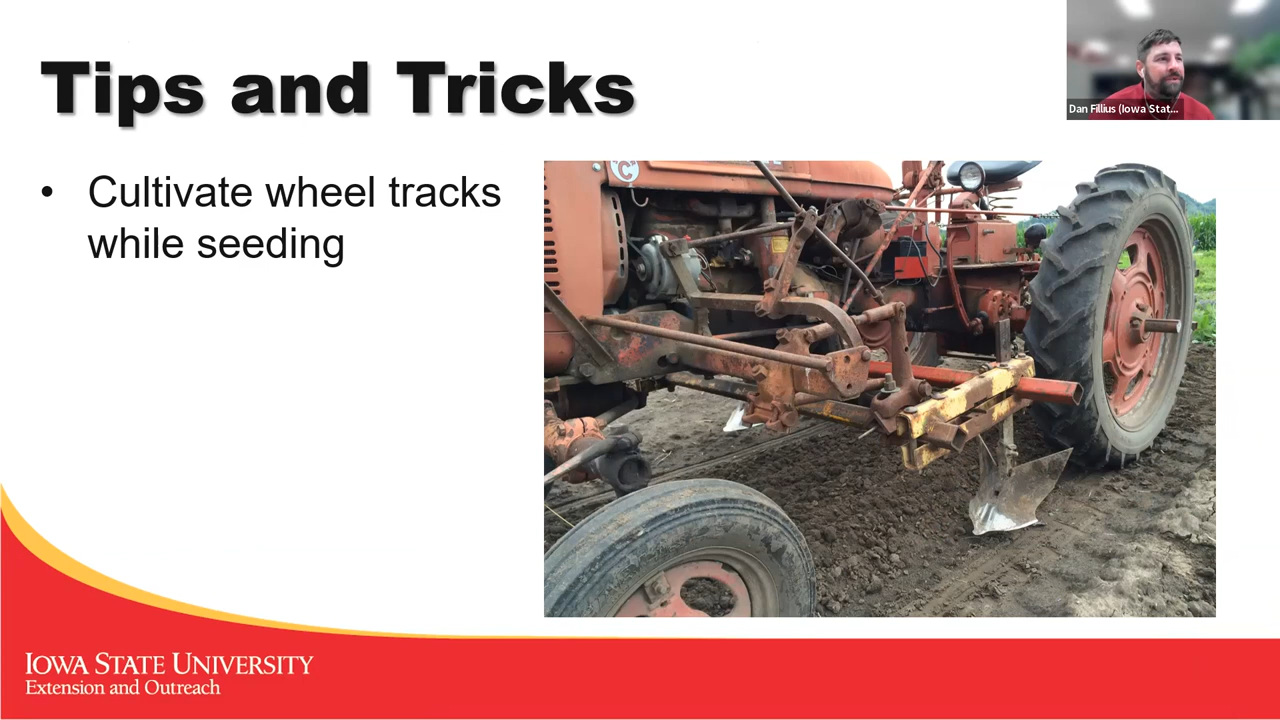 Tips and Tricks
Dan Fillius (Iowa Stat...
• Cultivate wheel tracks
while seeding
"C"
IOWA STATE UNIVERSITY
Extension and Outreach